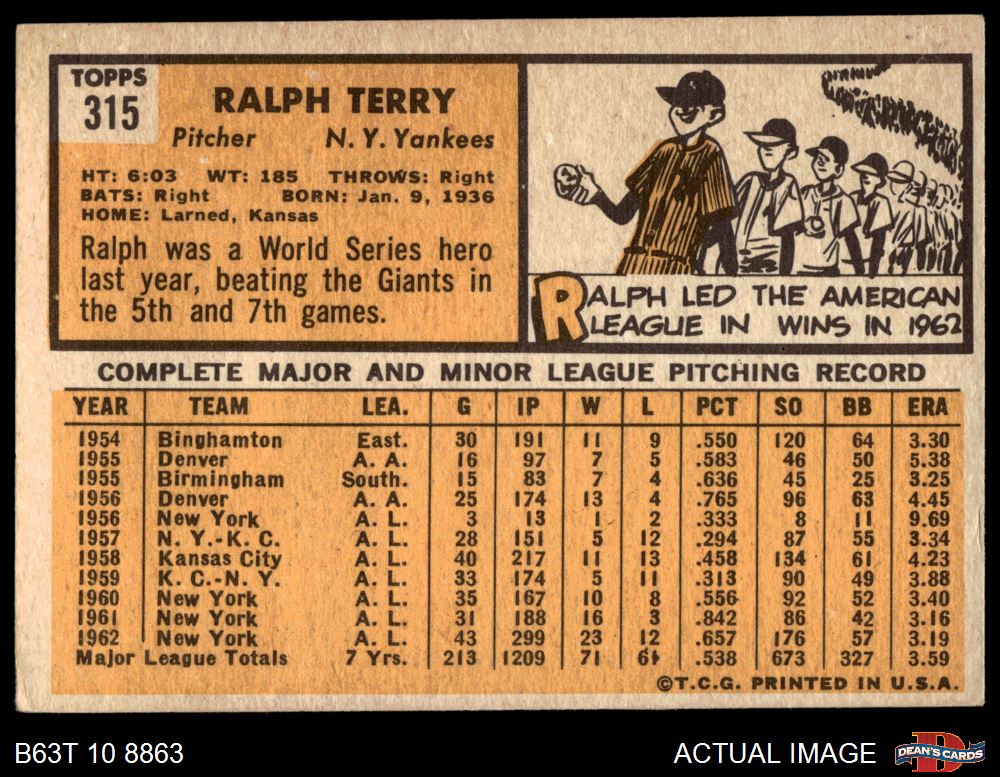 TOPPS
315
RALPH TERRY
Pitcher N. Y. Yankees
HT: 6:03 WT: 185 THROWS: Right
BATS: Right BORN: Jan. 9, 1936
HOME: Larned, Kansas
Ralph was a World Series hero
last year, beating the Giants in
the 5th and 7th games.
RALPH LED THE AMERICAN
LEAGUE IN WINS IN 1962
COMPLETE MAJOR AND MINOR LEAGUE PITCHING RECORD
YEAR TEAM LEA. G IP W L PCT SO BB ERA
1954 Binghamton East. 30 191 11 9 .550 120 64 3.30
1955 Denver A. A. 16 97 7 5 .583 46 50 5.38
1955 Birmingham South. 15 83 7 4 .636 45 25 3.25
1956 Denver A. A. 25 174 13 4 .765 96 63 4.45
1956 New York A. L. 3 13 1 2 .333 8 11 9.69
1957 N. Y.-K. C. A. L. 28 151 5 12 .294 87 55 3.34
1958 Kansas City A. L. 40 217 11 13 .458 134 61 4.23
1959 K. C.-N. Y. A. L. 33 174 5 11 .313 90 49 3.88
1960 New York A. L. 35 167 10 8 .556 92 52 3.40
1961 New York A. L. 31 188 16 3 .842 86 42 3.16
1962 New York A. L. 43 299 23 12 .657 176 57 3.19
Major League Totals 7 Yrs. 213 1209 71 61 .538 673 327 3.59
©T.C.G. PRINTED IN U.S.A.
B63T 10 8863 ACTUAL IMAGE
D
DEAN'S CARDS